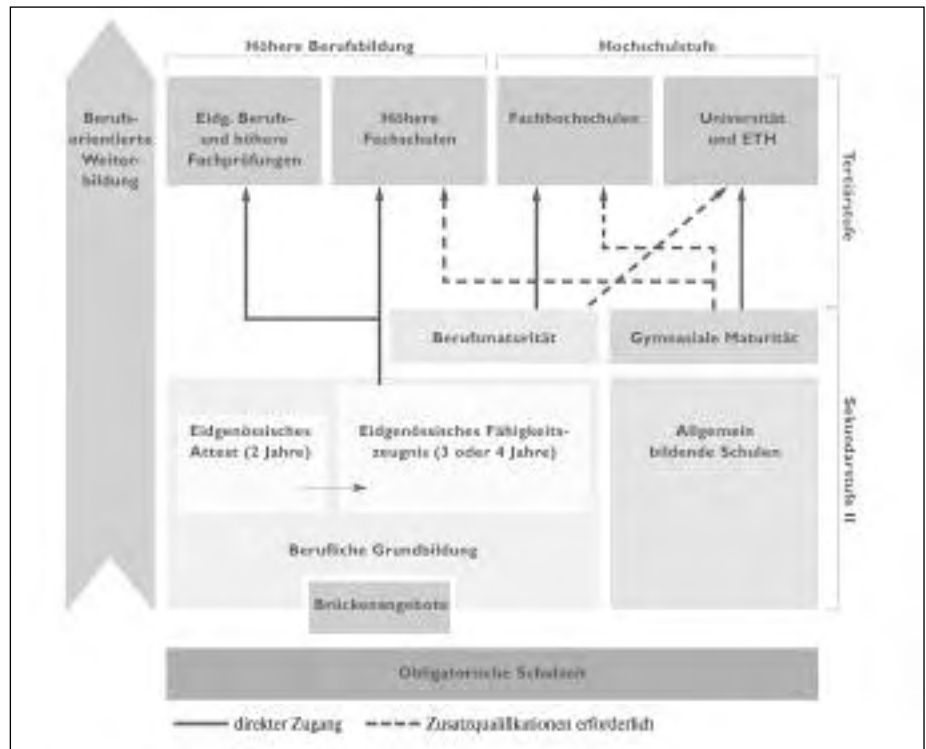 Höhere Berufsbildung
Hochschulstufe
Berufs-
orientierte
Weiter-
bildung
Eidg. Berufs-
und höhere
Fachprüfungen
Höhere
Fachschulen
Fachhochschulen
Universität
und ETH
Tertiärstufe
Berufsmaturität
Gymnasiale Maturität
Eidgenössisches
Attest (2 Jahre)
Eidgenössisches Fähigkeits-
zeugnis (3 oder 4 Jahre)
Allgemein
bildende Schulen
Sekundarstufe II
Berufliche Grundbildung
Brückenangebote
Obligatorische Schulzeit
direkter Zugang
Zusatzqualifikationen erforderlich